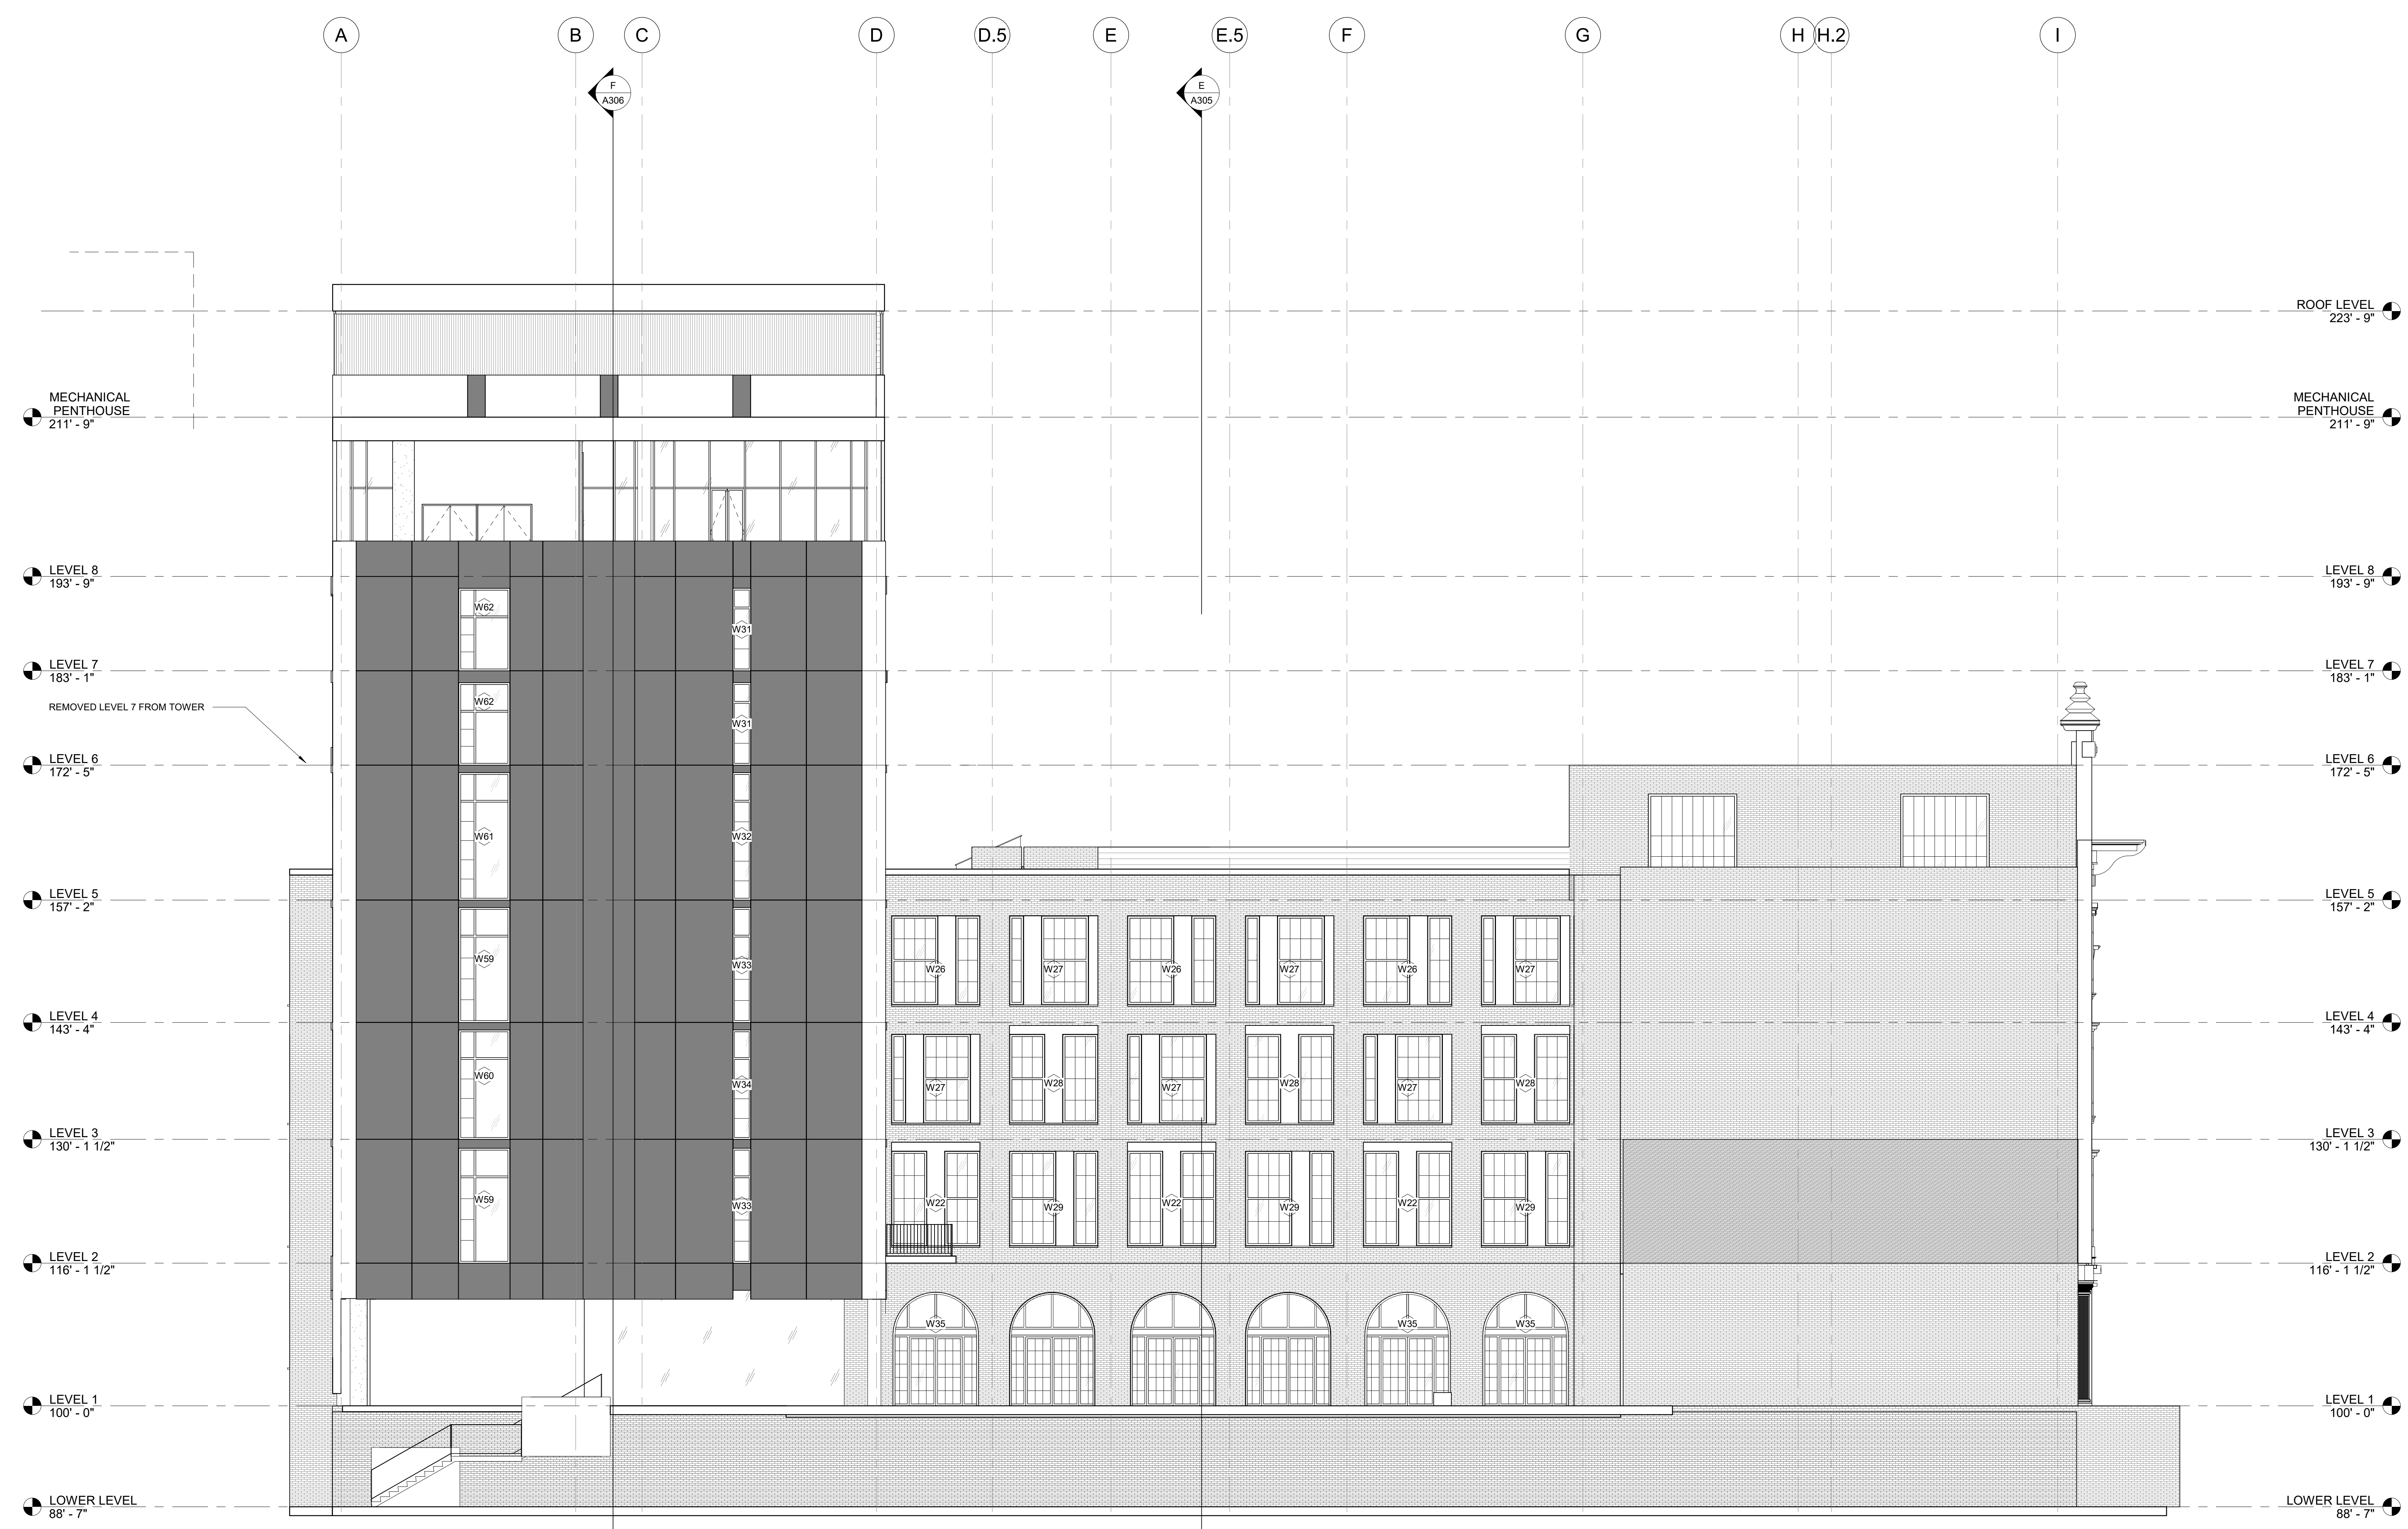 A B C D D.5 E E.5 F G H H.2 I
F
A306
E
A305
ROOF LEVEL
223' - 9"
MECHANICAL
PENTHOUSE
211' - 9"
MECHANICAL
PENTHOUSE
211' - 9"
LEVEL 8
193' - 9"
LEVEL 8
193' - 9"
W62
W31
LEVEL 7
183' - 1"
LEVEL 7
183' - 1"
W62
REMOVED LEVEL 7 FROM TOWER
W31
LEVEL 6
172' - 5"
LEVEL 6
172' - 5"
W61
W32
LEVEL 5
157' - 2"
LEVEL 5
157' - 2"
W59
W33
W26 W27 W26 W27 W26 W27
LEVEL 4
143' - 4"
LEVEL 4
143' - 4"
W60
W34
W27 W28 W27 W28 W27 W28
LEVEL 3
130' - 1 1/2"
LEVEL 3
130' - 1 1/2"
W59
W33
W22 W29 W22 W29 W22 W29
LEVEL 2
116' - 1 1/2"
LEVEL 2
116' - 1 1/2"
W35 W35 W35
LEVEL 1
100' - 0"
LEVEL 1
100' - 0"
LOWER LEVEL
88' - 7"
LOWER LEVEL
88' - 7"